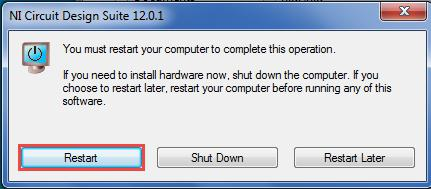 NI Circuit Design Suite 12.0.1
You must restart your computer to complete this operation.
If you need to install hardware now, shut down the computer. If you
choose to restart later, restart your computer before running any of this
software.
Restart Shut Down Restart Later